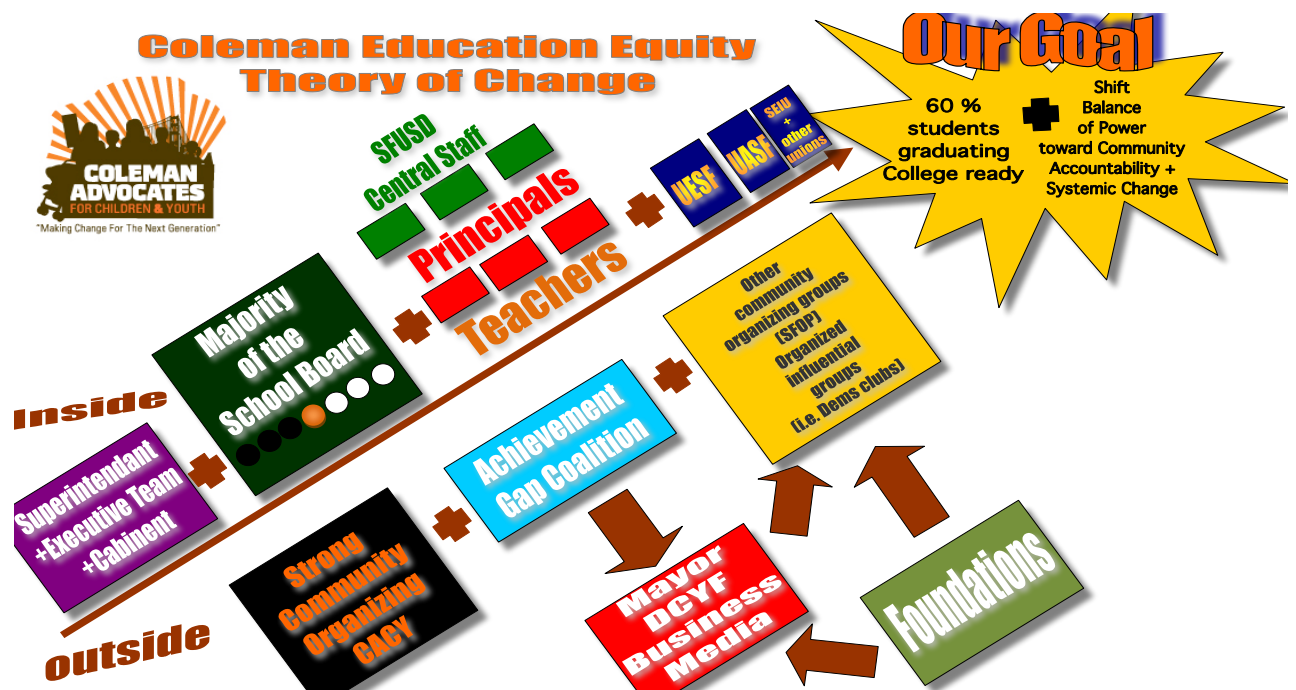 Coleman Education Equity
Theory of Change
Our Goal
60 %
students
graduating
College ready
Shift
Balance
of Power
toward Community
Accountability +
Systemic Change
COLEMAN
ADVOCATES
FOR CHILDREN & YOUTH
"Making Change For The Next Generation"
SFUSD
Central Staff
Principals
Teachers
UESF
UASF
SEIU
+
other
unions
Majority
of the
School Board
Inside
Superintendant
+Executive Team
+Cabinent
outside
Strong
Community
Organizing
CACY
Achievement
Gap Coalition
Other
community
organizing groups
(SFOP)
Organized
influential
groups
(i.e. Dems clubs)
Mayor
DCYF
Business
Media
Foundations